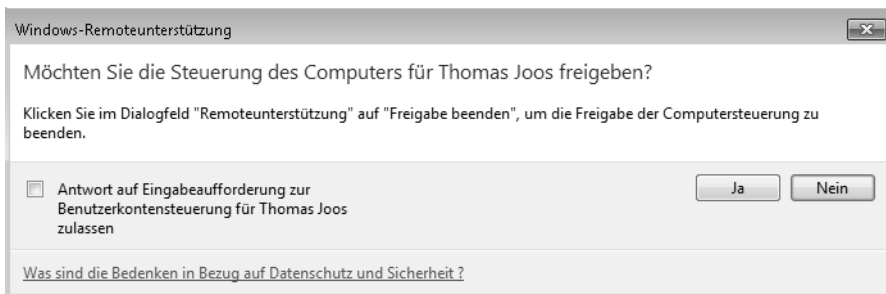 Windows-Remoteunterstützung
Möchten Sie die Steuerung des Computers für Thomas Joos freigeben?
Klicken Sie im Dialogfeld "Remoteunterstützung" auf "Freigabe beenden", um die Freigabe der Computersteuerung zu
beenden.
Antwort auf Eingabeaufforderung zur
Benutzerkontensteuerung für Thomas Joos
zulassen
Ja Nein
Was sind die Bedenken in Bezug auf Datenschutz und Sicherheit ?